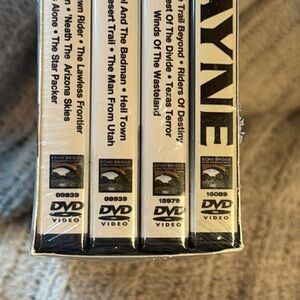 own Rider • The Lawless Frontier
n • 'Neath The Arizona Skies
Alone • The Star Packer
ECHO BRIDGE
09929
DVD
VIDEO
l And The Badman • Hell Town
esert Trail • The Man From Utah
ECHO BRIDGE
09939
DVD
VIDEO
e Trail Beyond • Riders Of Destiny
est Of The Divide • Texas Terror
Winds Of The Wasteland
ECHO BRIDGE
15079
DVD
VIDEO
AYNE
ECHO BRIDGE
15089
DVD
VIDEO